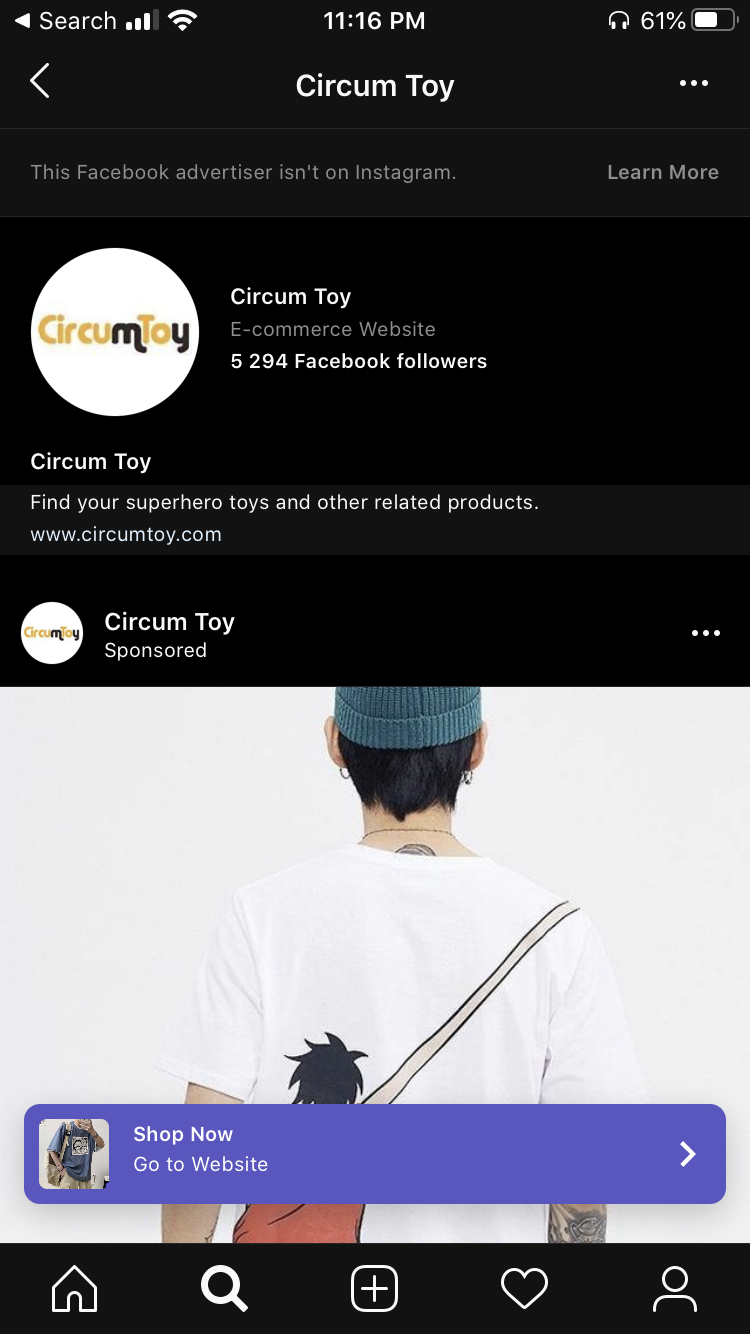 Search
11:16 PM
61%
Circum Toy
This Facebook advertiser isn't on Instagram.
Learn More
CircumToy
Circum Toy
E-commerce Website
5 294 Facebook followers
Circum Toy
Find your superhero toys and other related products.
www.circumtoy.com
CircumToy
Circum Toy
Sponsored
Shop Now
Go to Website